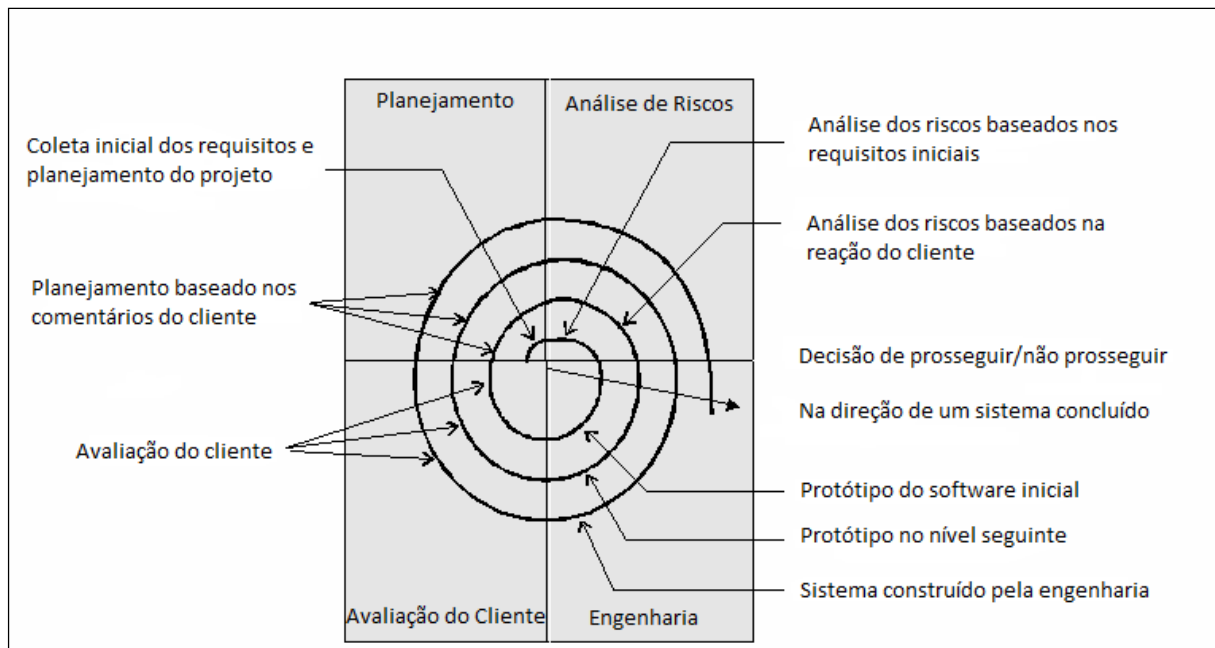 Planejamento
Análise de Riscos
Coleta inicial dos requisitos e
planejamento do projeto
Análise dos riscos baseados nos
requisitos iniciais
Análise dos riscos baseados na
reação do cliente
Planejamento baseado nos
comentários do cliente
Decisão de prosseguir/não prosseguir
Na direção de um sistema concluído
Avaliação do cliente
Protótipo do software inicial
Protótipo no nível seguinte
Sistema construído pela engenharia
Avaliação do Cliente
Engenharia